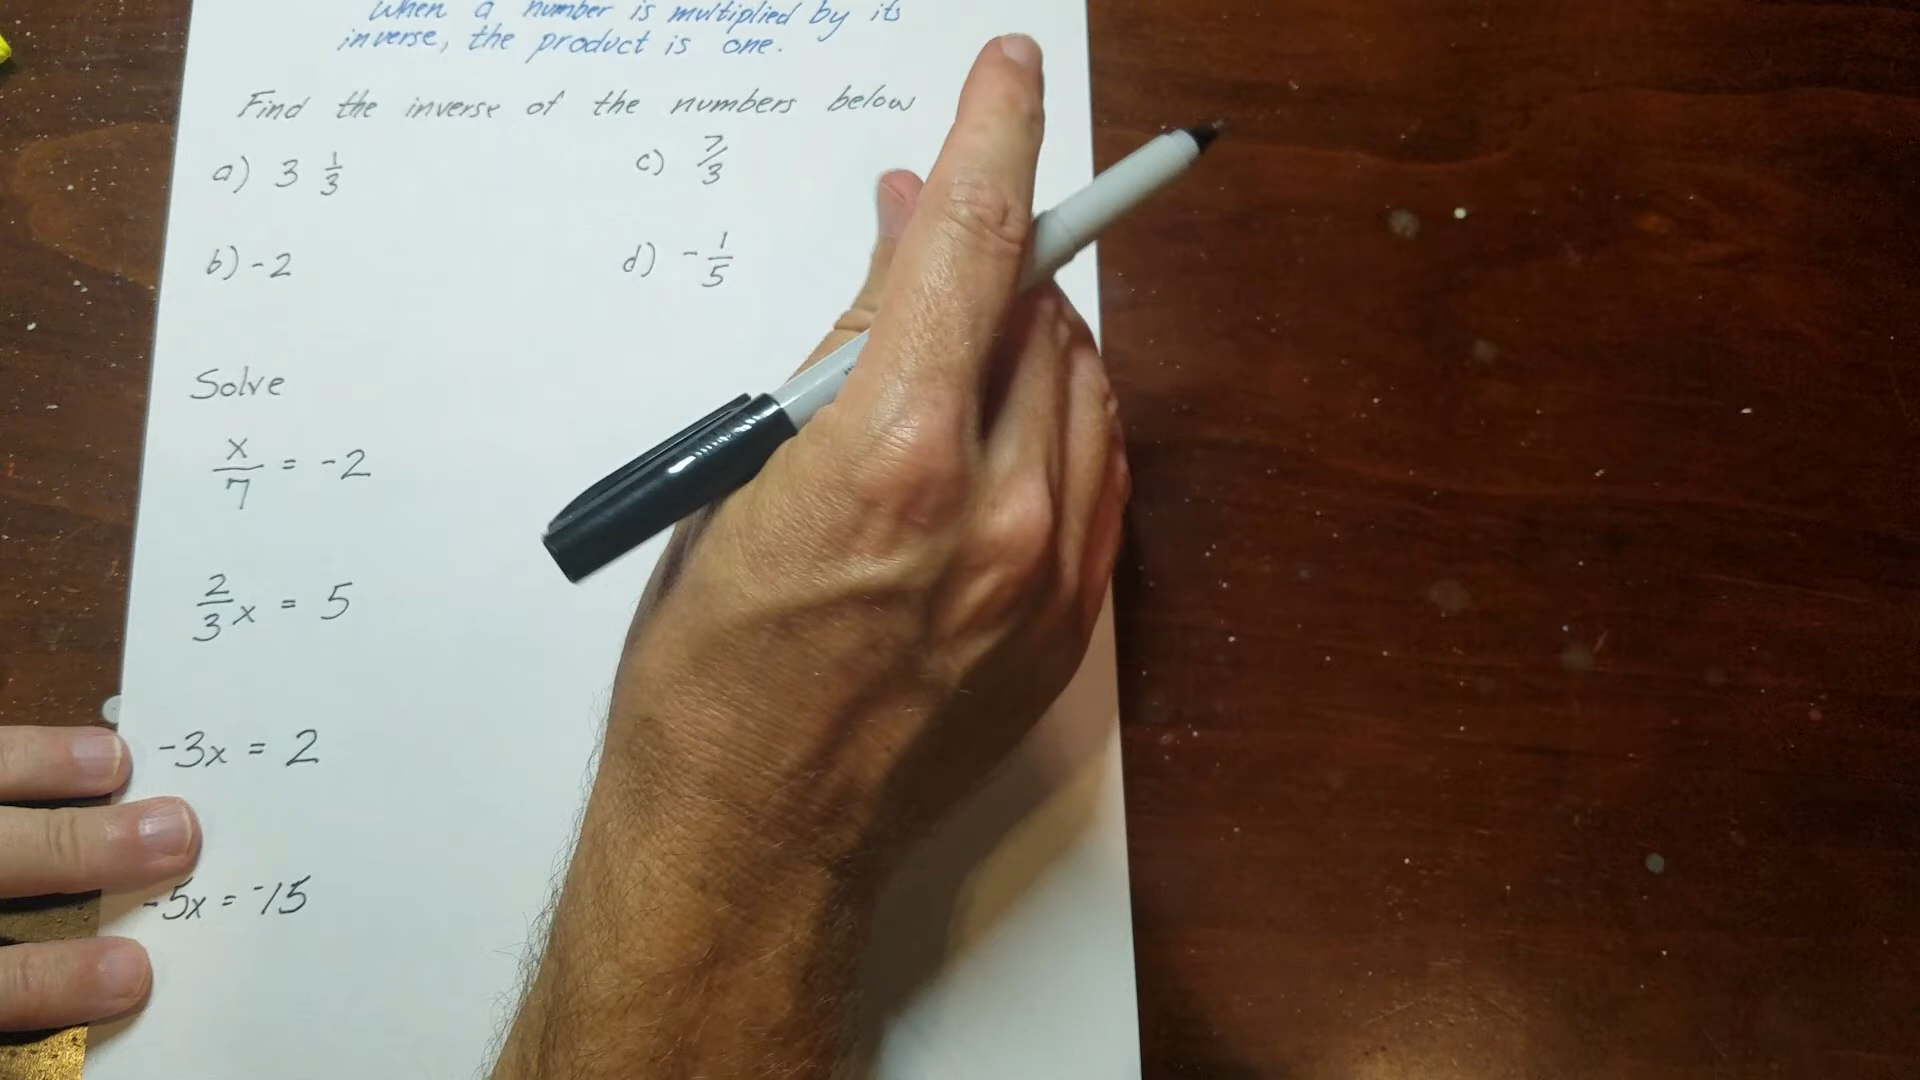 When a number is multiplied by its
inverse, the product is one.
Find the inverse of the numbers below
a) 3 1/3
c) 7/3
b) -2
d) -1/5
Solve
x/7 = -2
2/3 x = 5
-3x = 2
-5x = -15